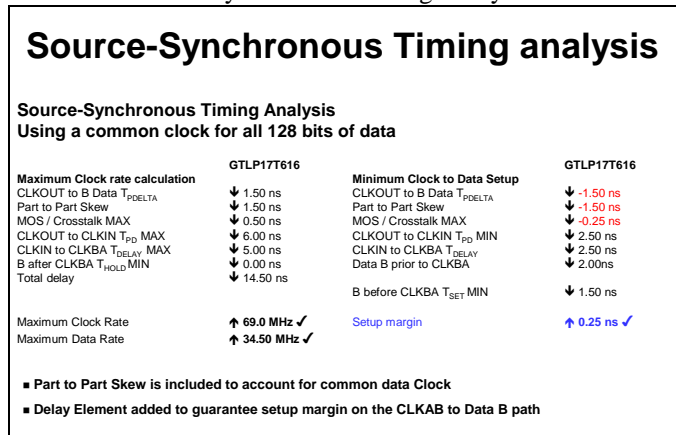 Source-Synchronous Timing analysis
Source-Synchronous Timing Analysis
Using a common clock for all 128 bits of data
GTLP17T616
Maximum Clock rate calculation
CLKOUT to B Data TPDELTA ↓ 1.50 ns
Part to Part Skew ↓ 1.50 ns
MOS / Crosstalk MAX ↓ 0.50 ns
CLKOUT to CLKIN TPD MAX ↓ 6.00 ns
CLKIN to CLKBA TDELAY MAX ↓ 5.00 ns
B after CLKBA THOLD MIN ↓ 0.00 ns
Total delay ↓ 14.50 ns
Maximum Clock Rate ↑ 69.0 MHz ✓
Maximum Data Rate ↑ 34.50 MHz ✓
GTLP17T616
Minimum Clock to Data Setup
CLKOUT to B Data TPDELTA ↓ -1.50 ns
Part to Part Skew ↓ -1.50 ns
MOS / Crosstalk MAX ↓ -0.25 ns
CLKOUT to CLKIN TPD MIN ↓ 2.50 ns
CLKIN to CLKBA TDELAY ↓ 2.50 ns
Data B prior to CLKBA ↓ 2.00ns
B before CLKBA TSET MIN ↓ 1.50 ns
Setup margin ↑ 0.25 ns ✓
■ Part to Part Skew is included to account for common data Clock
■ Delay Element added to guarantee setup margin on the CLKAB to Data B path